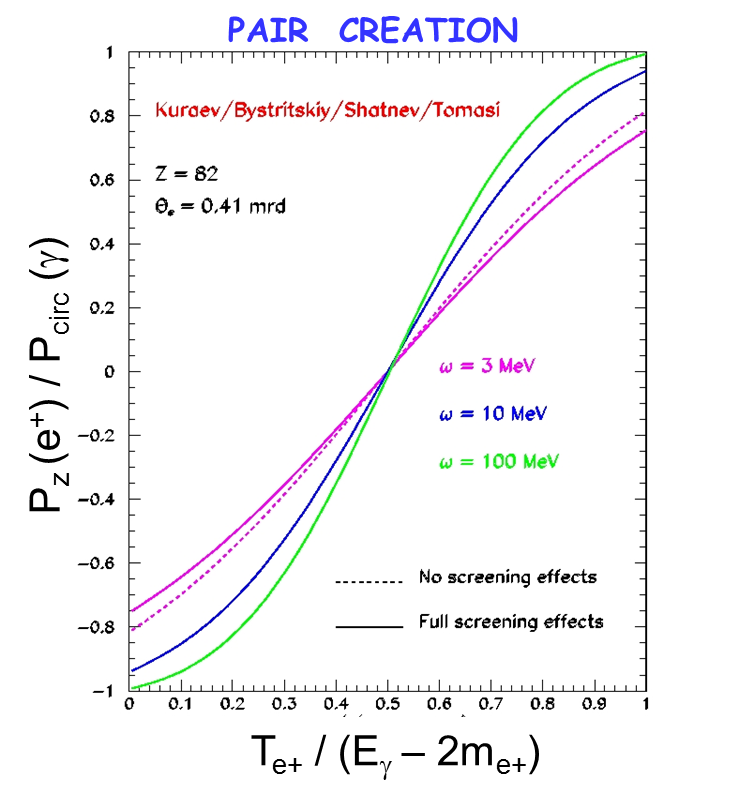 PAIR CREATION
1
0.8
0.6
0.4
0.2
0
−0.2
−0.4
−0.6
−0.8
−1
Kuraev/Bystritskiy/Shatnev/Tomasi
Z = 82
Θe = 0.41 mrd
ω = 3 MeV
ω = 10 MeV
ω = 100 MeV
No screening effects
Full screening effects
0 0.1 0.2 0.3 0.4 0.5 0.6 0.7 0.8 0.9 1
Pz (e⁺) / Pcirc (γ)
Te+ / (Eγ – 2me+)